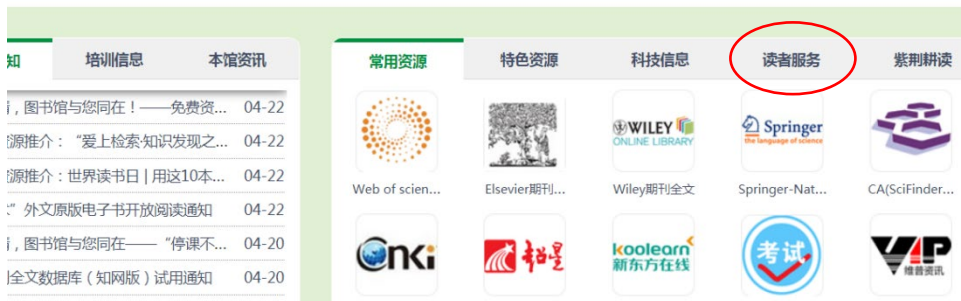 知
培训信息
本馆资讯
，图书馆与您同在！——免费资... 04-22
源推介：“爱上检索·知识发现之... 04-22
源推介：世界读书日 | 用这10本... 04-22
”外文原版电子书开放阅读通知 04-22
，图书馆与您同在——“停课不... 04-20
刊全文数据库（知网版）试用通知 04-20
常用资源
特色资源
科技信息
读者服务
紫荆耕读
WILEY
ONLINE LIBRARY
Springer
the language of science
Web of scien...
Elsevier期刊...
Wiley期刊全文
Springer-Nat...
CA(SciFinder...
cnki
超星
koolearn
新东方在线
考试
VIP
维普资讯